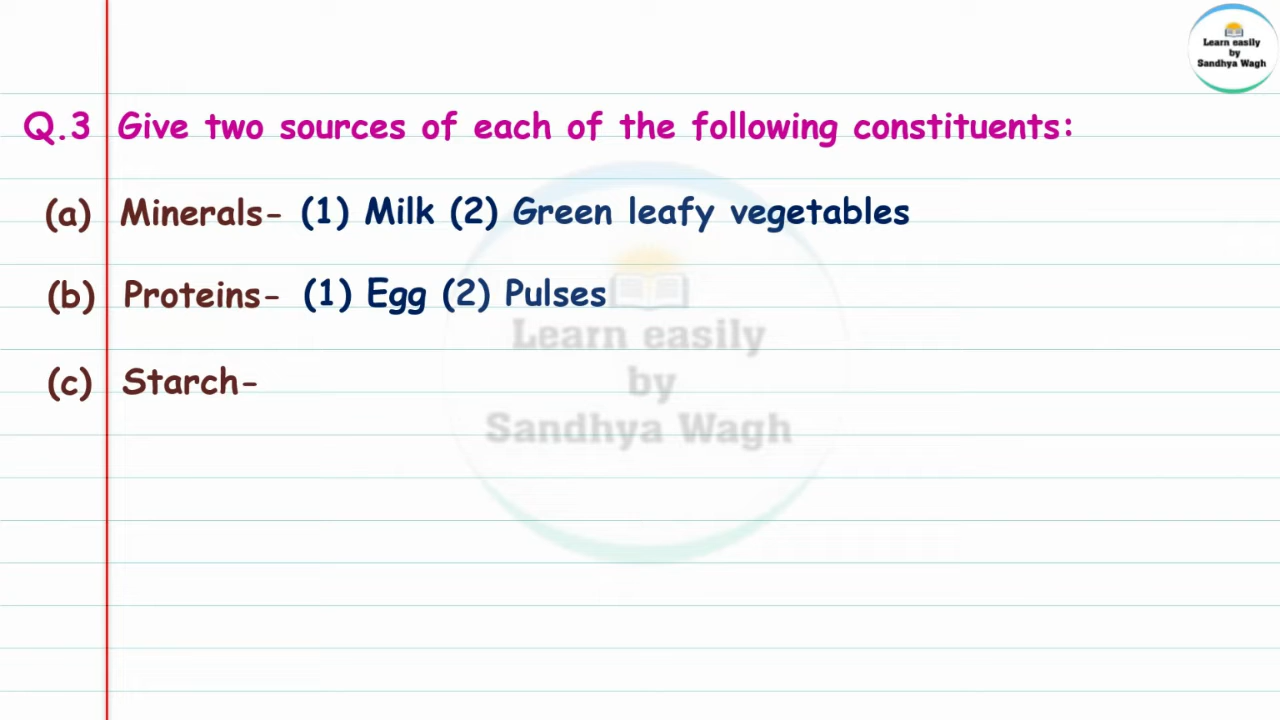 Learn easily
by
Sandhya Wagh
Q.3 Give two sources of each of the following constituents:
(a) Minerals- (1) Milk (2) Green leafy vegetables
(b) Proteins- (1) Egg (2) Pulses
Learn easily
by
Sandhya Wagh
(c) Starch-